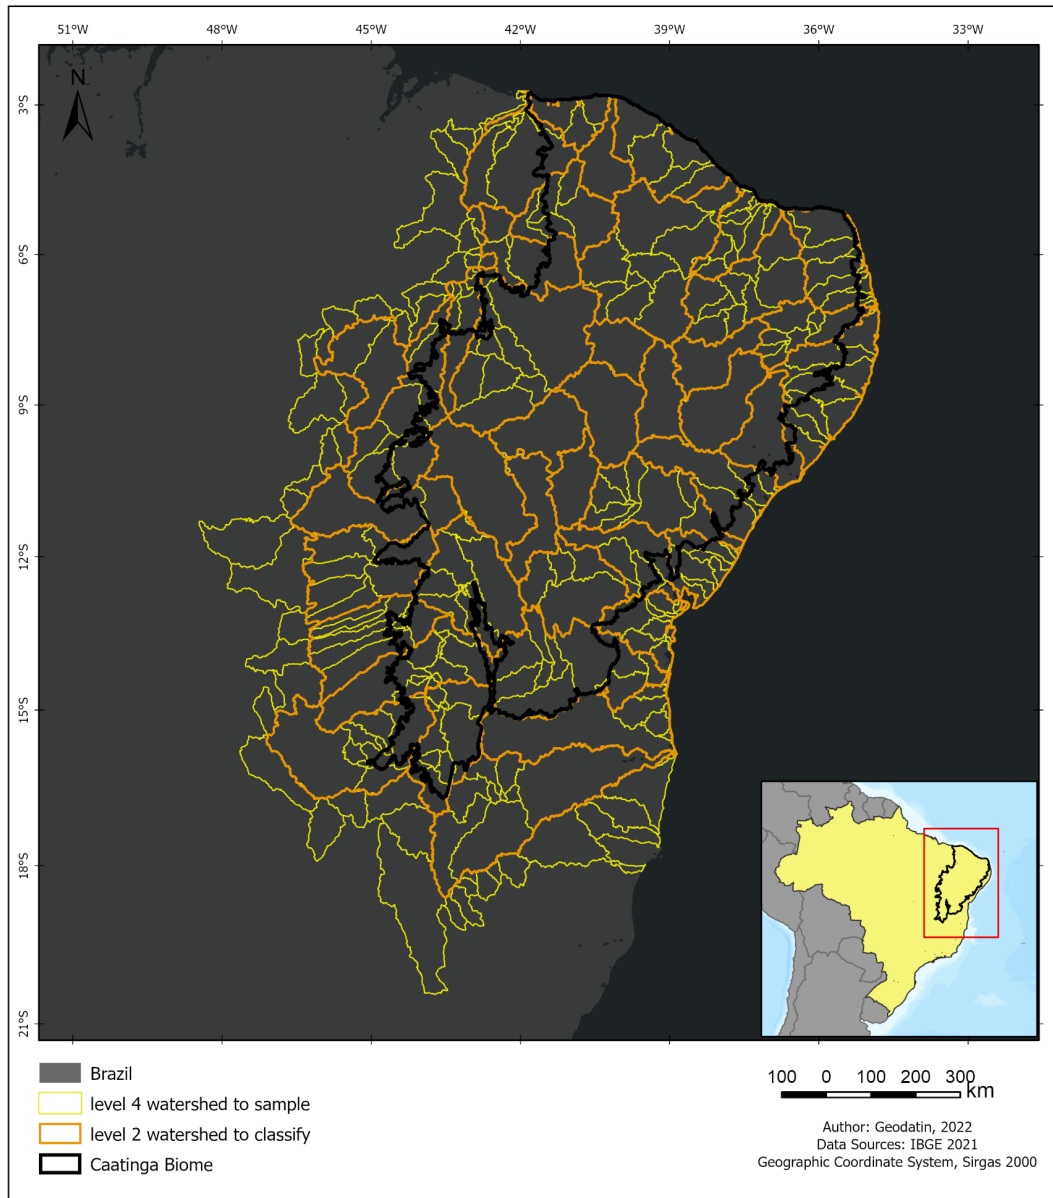 51°W 48°W 45°W 42°W 39°W 36°W 33°W
N
3°S
6°S
9°S
12°S
15°S
18°S
21°S
Brazil
level 4 watershed to sample
level 2 watershed to classify
Caatinga Biome
100 0 100 200 300 km
Author: Geodatin, 2022
Data Sources: IBGE 2021
Geographic Coordinate System, Sirgas 2000